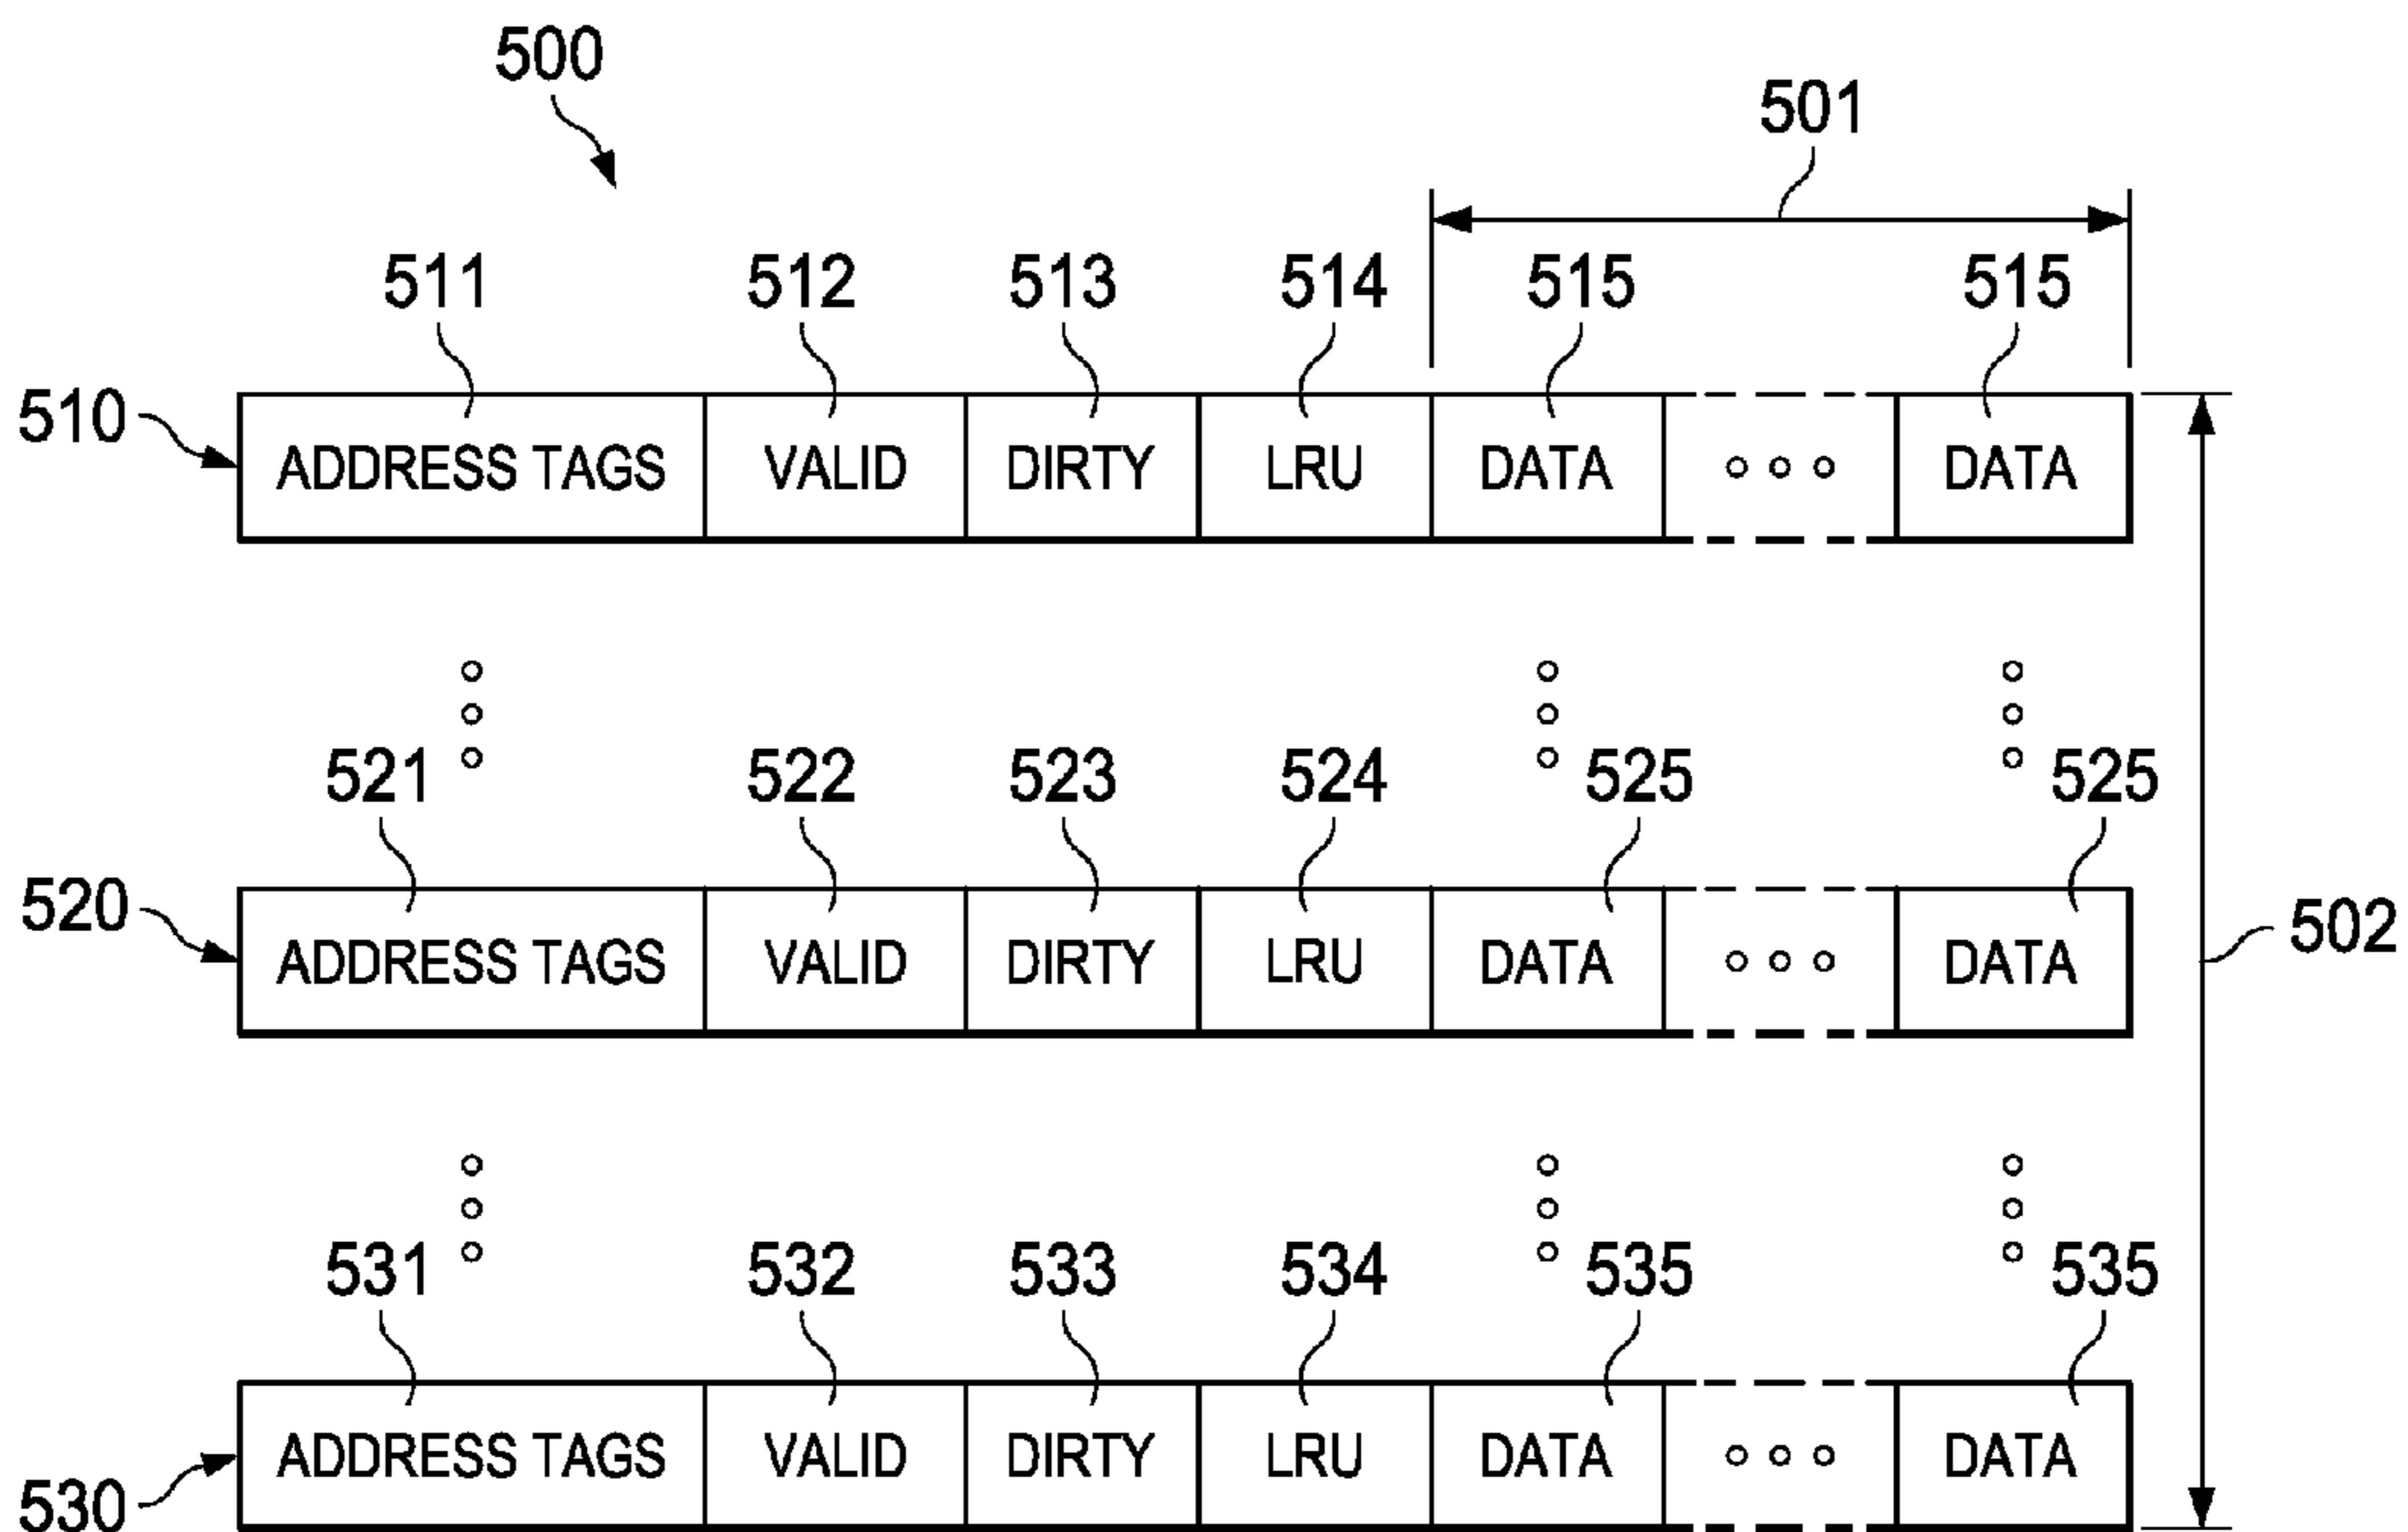 500
501
511 512 513 514 515 515
510 ADDRESS TAGS VALID DIRTY LRU DATA DATA
521 522 523 524 525 525
520 ADDRESS TAGS VALID DIRTY LRU DATA DATA 502
531 532 533 534 535 535
530 ADDRESS TAGS VALID DIRTY LRU DATA DATA